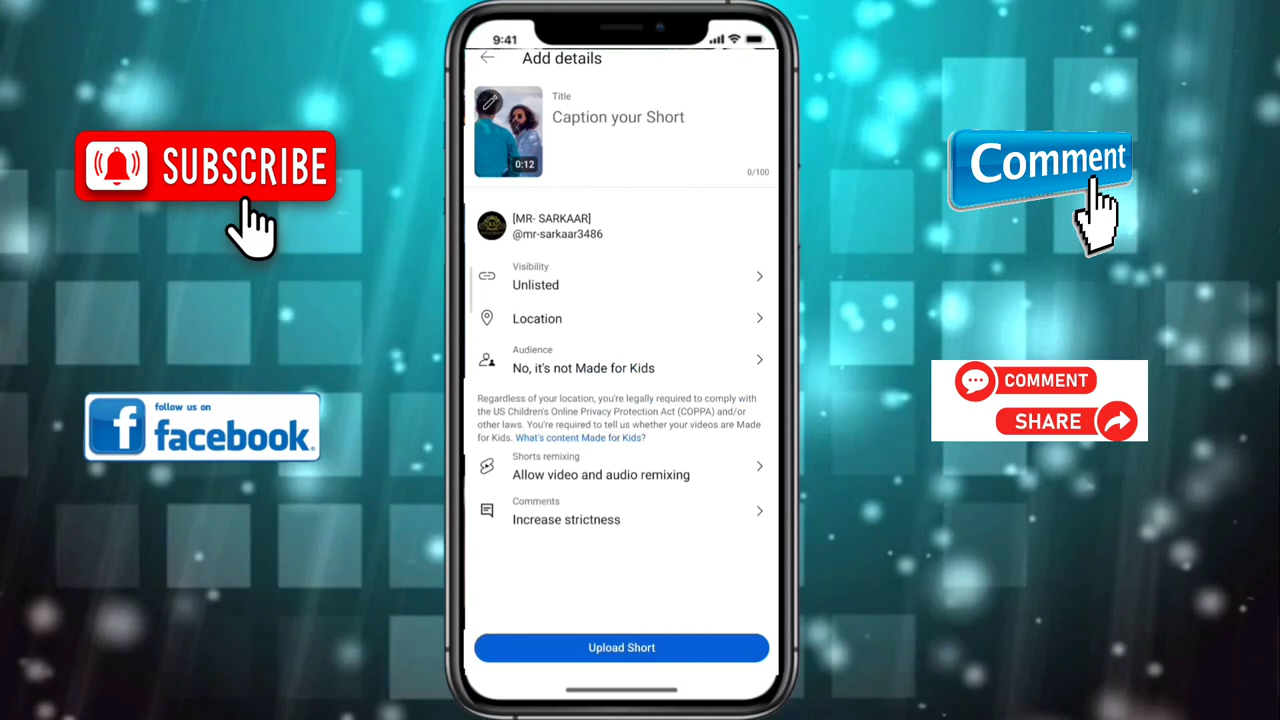 9:41
Add details
Title
Caption your Short
0:12
0/100
[MR- SARKAAR]
@mr-sarkaar3486
Visibility
Unlisted
Location
Audience
No, it's not Made for Kids
Regardless of your location, you're legally required to comply with
the US Children's Online Privacy Protection Act (COPPA) and/or
other laws. You're required to tell us whether your videos are Made
for Kids. What's content Made for Kids?
Shorts remixing
Allow video and audio remixing
Comments
Increase strictness
Upload Short
SUBSCRIBE
follow us on
facebook.
Comment
COMMENT
SHARE